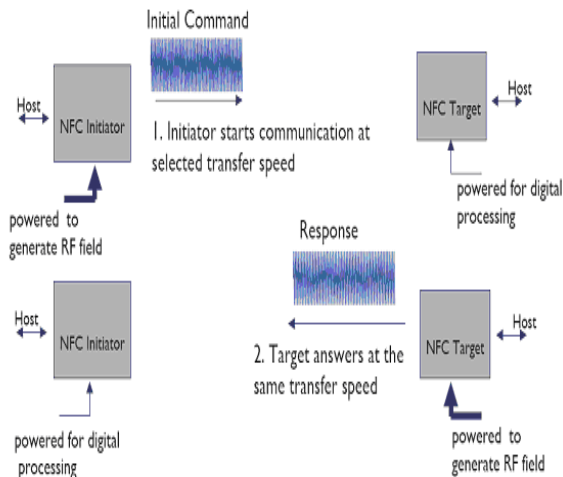 Initial Command
Host
NFC Initiator
1. Initiator starts communication at
selected transfer speed
powered to
generate RF field
Host
NFC Target
powered for digital
processing
Response
Host
NFC Initiator
2. Target answers at the
same transfer speed
powered for digital
processing
Host
NFC Target
powered to
generate RF field